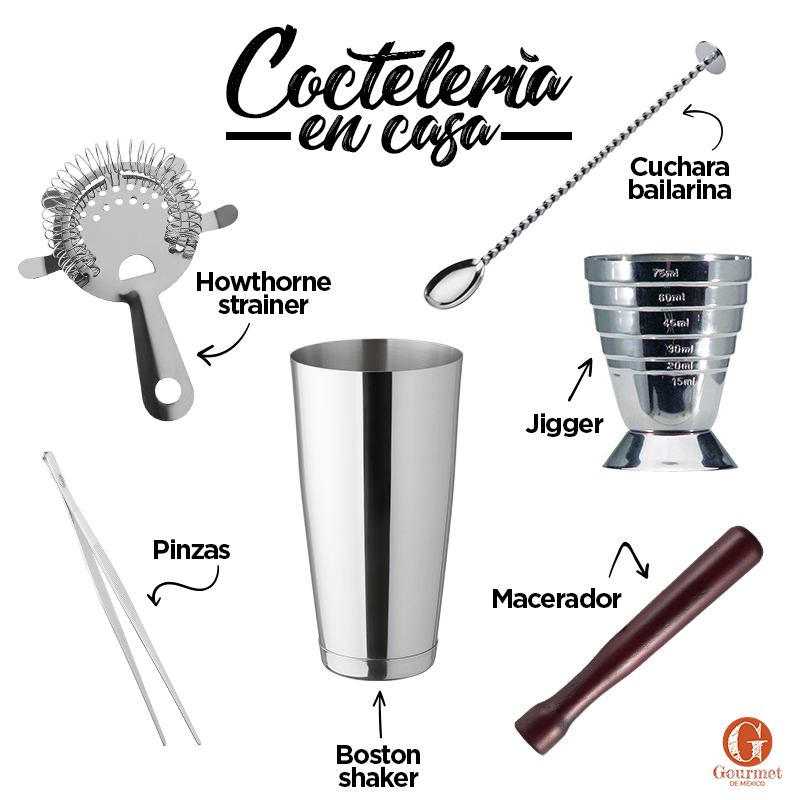 Coctelería
en casa
Cuchara
bailarina
Howthorne
strainer
75ml
60ml
45ml
30ml
20ml
15ml
Jigger
Pinzas
Macerador
Boston
shaker
G
Gourmet
DE MÉXICO